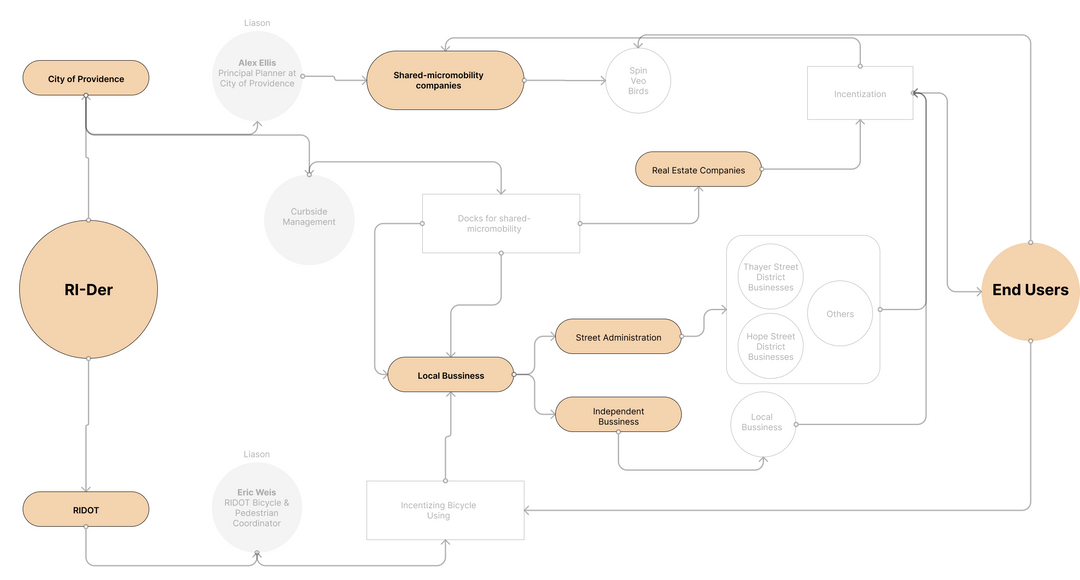 Liason
Alex Ellis
Principal Planner at
City of Providence
City of Providence
Shared-micromobility
companies
Spin
Veo
Birds
Incentization
Real Estate Companies
Curbside
Management
Docks for shared-
micromobility
RI-Der
Thayer Street
District
Businesses
Others
Hope Street
District
Businesses
End Users
Street Administration
Local Bussiness
Independent
Bussiness
Local
Bussiness
Liason
Eric Weis
RIDOT Bicycle &
Pedestrian
Coordinator
RIDOT
Incentizing Bicycle
Using